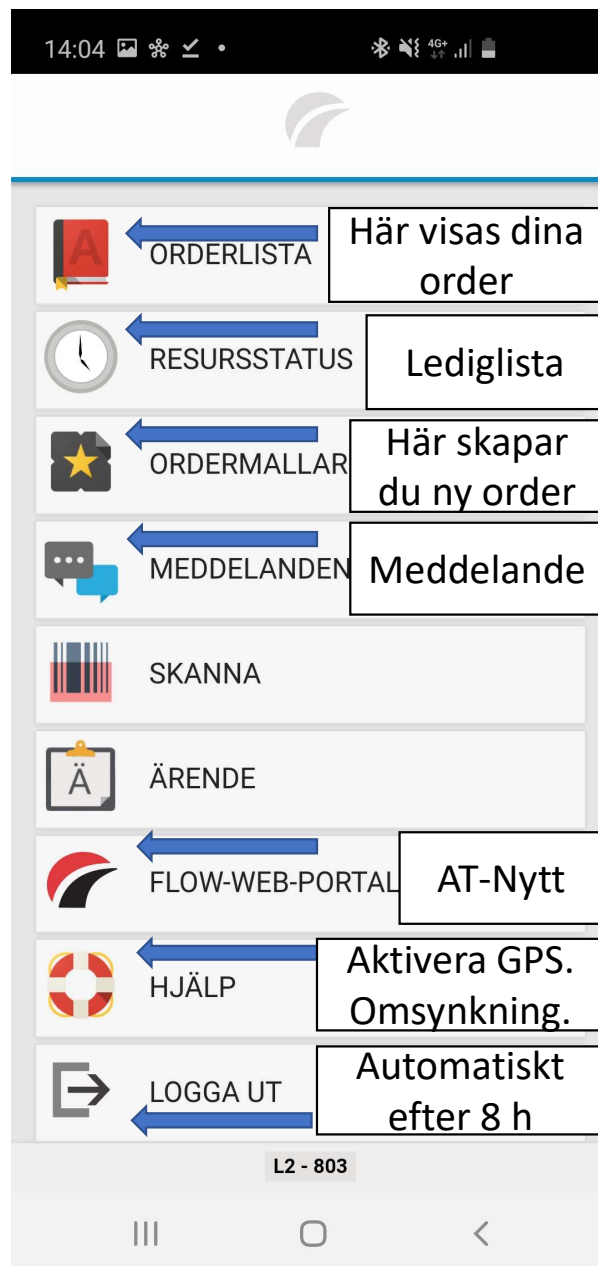 14:04
4G+
A
ORDERLISTA
Här visas dina
order
RESURSSTATUS
Lediglista
ORDERMALLAR
Här skapar
du ny order
MEDDELANDEN
Meddelande
SKANNA
Ä
ÄRENDE
FLOW-WEB-PORTAL
AT-Nytt
HJÄLP
Aktivera GPS.
Omsynkning.
LOGGA UT
Automatiskt
efter 8 h
L2 - 803